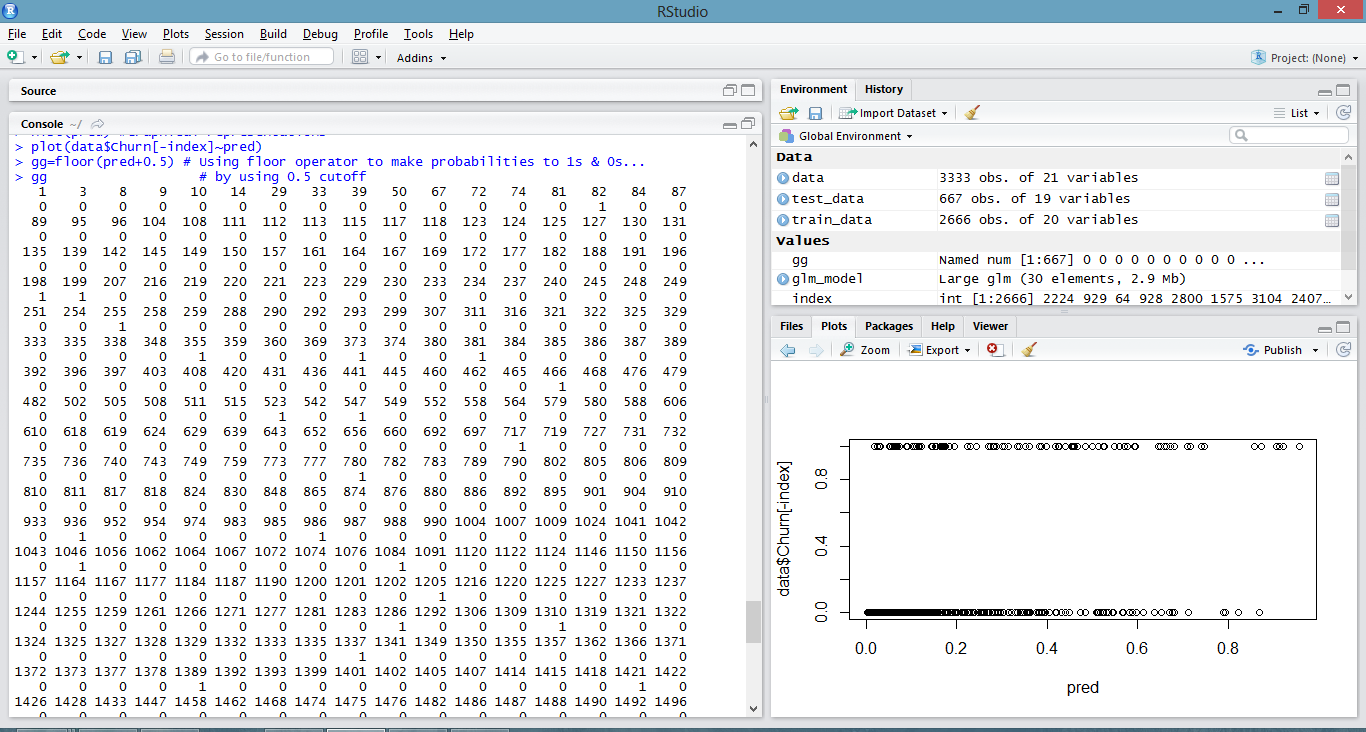 RStudio
File Edit Code View Plots Session Build Debug Profile Tools Help
Go to file/function Addins Project: (None)
Source
Console ~/
> plot(data$Churn[-index]~pred)
> gg=floor(pred+0.5) # Using floor operator to make probabilities to 1s & 0s...
> gg # by using 0.5 cutoff
1 3 8 9 10 14 29 33 39 50 67 72 74 81 82 84 87
0 0 0 0 0 0 0 0 0 0 0 0 0 0 1 0 0
89 95 96 104 108 111 112 113 115 117 118 123 124 125 127 130 131
0 0 0 0 0 0 0 0 0 0 0 0 0 0 0 0 0
135 139 142 145 149 150 157 161 164 167 169 172 177 182 188 191 196
0 0 0 0 0 0 0 0 0 0 0 0 0 0 0 0 0
198 199 207 216 219 220 221 223 229 230 233 234 237 240 245 248 249
1 1 0 0 0 0 0 0 0 0 0 0 0 0 0 0 0
251 254 255 258 259 288 290 292 293 299 307 311 316 321 322 325 329
0 0 1 0 0 0 0 0 0 0 0 0 0 0 0 0 0
333 335 338 348 355 359 360 369 373 374 380 381 384 385 386 387 389
0 0 0 0 1 0 0 0 1 0 0 1 0 0 0 0 0
392 396 397 403 408 420 431 436 441 445 460 462 465 466 468 476 479
0 0 0 0 0 0 0 0 0 0 0 0 0 1 0 0 0
482 502 505 508 511 515 523 542 547 549 552 558 564 579 580 588 606
0 0 0 0 0 0 1 0 1 0 0 0 0 0 0 0 0
610 618 619 624 629 639 643 652 656 660 692 697 717 719 727 731 732
0 0 0 0 0 0 0 0 0 0 0 0 1 0 0 0 0
735 736 740 743 749 759 773 777 780 782 783 789 790 802 805 806 809
0 0 0 0 0 0 0 0 1 0 0 0 0 0 0 0 0
810 811 817 818 824 830 848 865 874 876 880 886 892 895 901 904 910
0 0 0 0 0 0 0 0 0 0 0 0 0 0 0 0 0
933 936 952 954 974 983 985 986 987 988 990 1004 1007 1009 1024 1041 1042
0 1 0 0 0 0 0 1 0 0 0 0 0 0 0 0 0
1043 1046 1056 1062 1064 1067 1072 1074 1076 1084 1091 1120 1122 1124 1146 1150 1156
0 1 0 0 0 0 0 0 0 1 0 0 0 0 0 0 0
1157 1164 1167 1177 1184 1187 1190 1200 1201 1202 1205 1216 1220 1225 1227 1233 1237
0 0 0 0 0 0 0 0 0 0 1 0 0 0 0 0 0
1244 1255 1259 1261 1266 1271 1277 1281 1283 1286 1292 1306 1309 1310 1319 1321 1322
0 0 0 0 0 0 0 0 0 1 0 0 0 1 0 0 0
1324 1325 1327 1328 1329 1332 1333 1335 1337 1341 1349 1350 1355 1357 1362 1366 1371
0 0 0 0 0 0 0 0 1 0 0 0 0 0 0 0 0
1372 1373 1377 1378 1389 1392 1393 1399 1401 1402 1405 1407 1414 1415 1418 1421 1422
0 0 0 0 1 0 0 0 0 0 0 0 0 0 0 1 0
1426 1428 1433 1447 1458 1462 1468 1474 1475 1476 1482 1486 1487 1488 1490 1492 1496
Environment History
Import Dataset List
Global Environment
Data
data 3333 obs. of 21 variables
test_data 667 obs. of 19 variables
train_data 2666 obs. of 20 variables
Values
gg Named num [1:667] 0 0 0 0 0 0 0 0 0 0 ...
glm_model Large glm (30 elements, 2.9 Mb)
index int [1:2666] 2224 929 64 928 2800 1575 3104 2407...
Files Plots Packages Help Viewer
Zoom Export Publish
data$Churn[-index]
0.8
0.4
0.0
0.0 0.2 0.4 0.6 0.8
pred